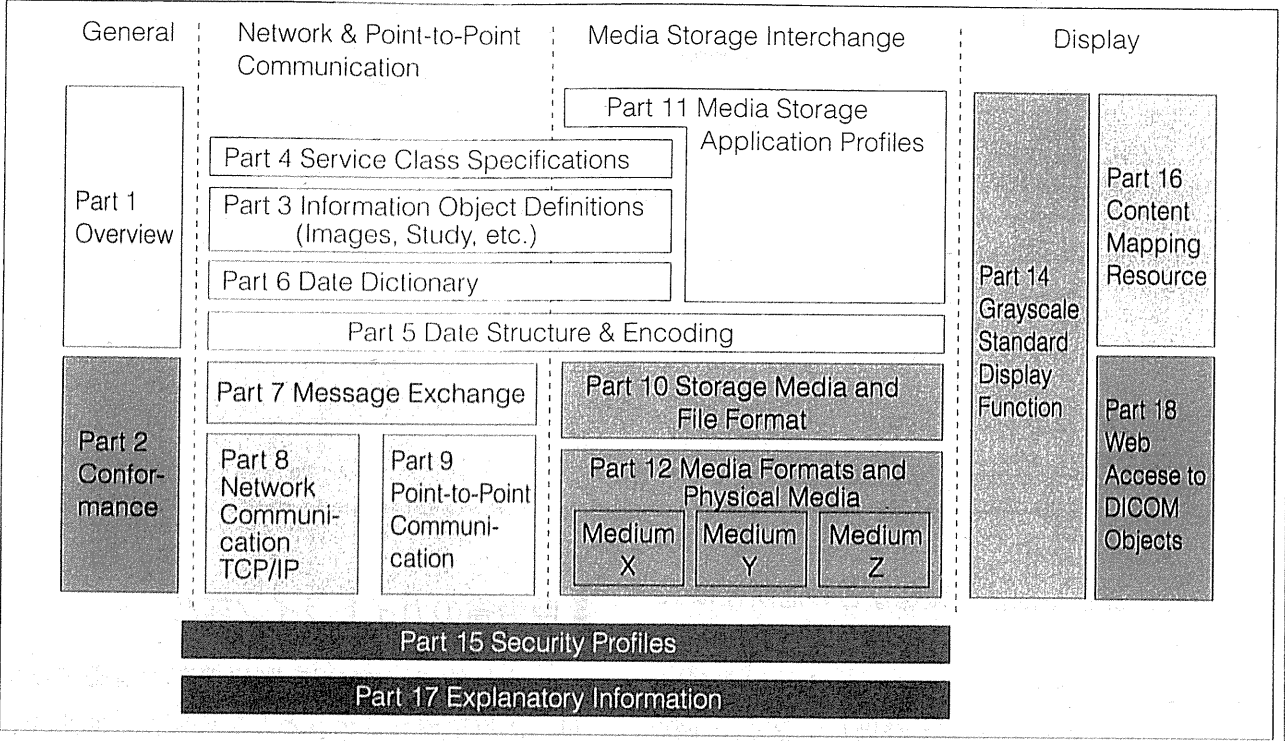 General
Network & Point-to-Point
Communication
Media Storage Interchange
Display
Part 1
Overview
Part 2
Confor-
mance
Part 4 Service Class Specifications
Part 3 Information Object Definitions
(Images, Study, etc.)
Part 6 Date Dictionary
Part 11 Media Storage
Application Profiles
Part 5 Date Structure & Encoding
Part 7 Message Exchange
Part 8
Network
Communi-
cation
TCP/IP
Part 9
Point-to-Point
Communi-
cation
Part 10 Storage Media and
File Format
Part 12 Media Formats and
Physical Media
Medium
X
Medium
Y
Medium
Z
Part 14
Grayscale
Standard
Display
Function
Part 16
Content
Mapping
Resource
Part 18
Web
Accese to
DICOM
Objects
Part 15 Security Profiles
Part 17 Explanatory Information